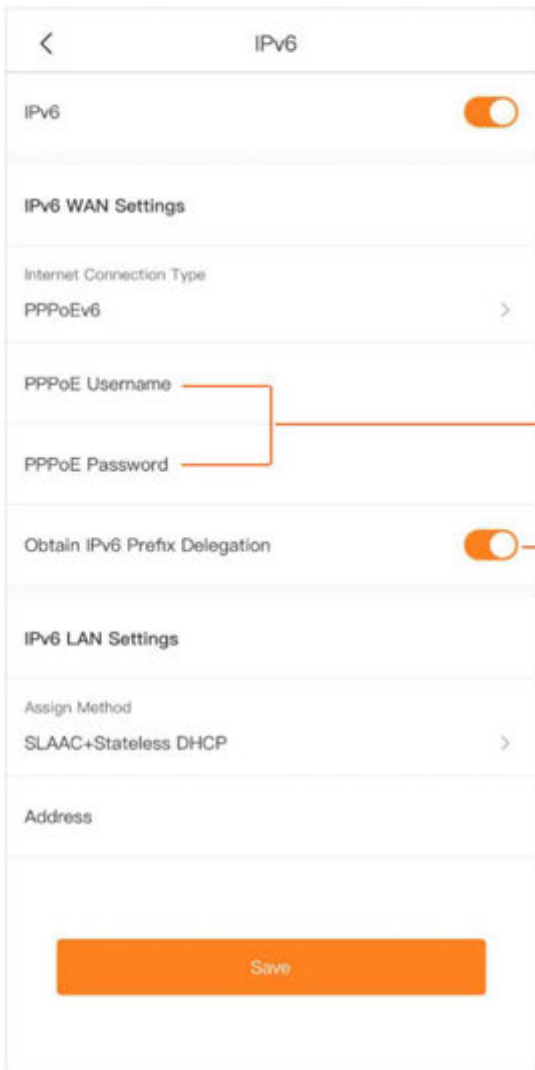 IPv6
IPv6
IPv6 WAN Settings
Internet Connection Type
PPPoEv6
PPPoE Username
PPPoE Password
Obtain IPv6 Prefix Delegation
IPv6 LAN Settings
Assign Method
SLAAC+Stateless DHCP
Address
Save